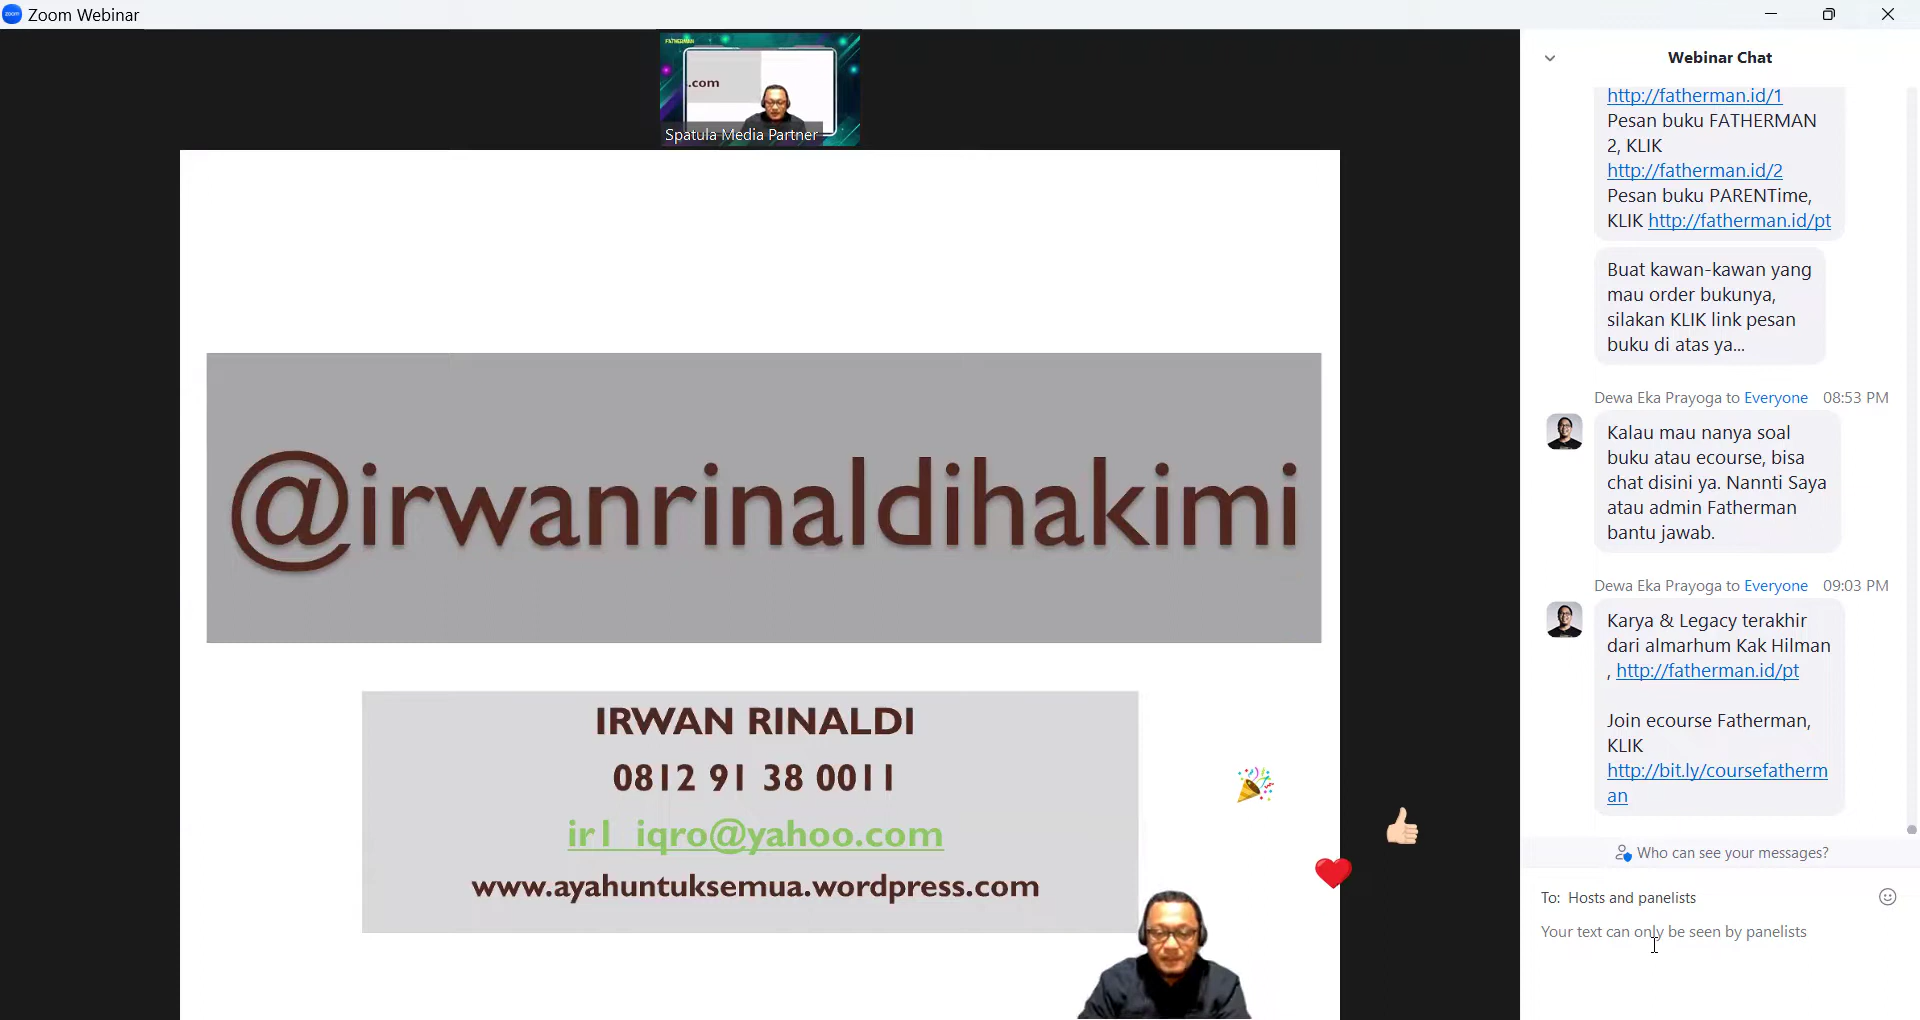 Zoom Webinar
FATHERMAN
.com
Spatula Media Partner
@irwanrinaldihakimi
IRWAN RINALDI
0812 91 38 0011
ir1_iqro@yahoo.com
www.ayahuntuksemua.wordpress.com
Webinar Chat
http://fatherman.id/1
Pesan buku FATHERMAN
2, KLIK
http://fatherman.id/2
Pesan buku PARENTime,
KLIK http://fatherman.id/pt
Buat kawan-kawan yang
mau order bukunya,
silakan KLIK link pesan
buku di atas ya...
Dewa Eka Prayoga to Everyone 08:53 PM
Kalau mau nanya soal
buku atau ecourse, bisa
chat disini ya. Nannti Saya
atau admin Fatherman
bantu jawab.
Dewa Eka Prayoga to Everyone 09:03 PM
Karya & Legacy terakhir
dari almarhum Kak Hilman
, http://fatherman.id/pt
Join ecourse Fatherman,
KLIK
http://bit.ly/coursefatherm
an
Who can see your messages?
To: Hosts and panelists
Your text can only be seen by panelists